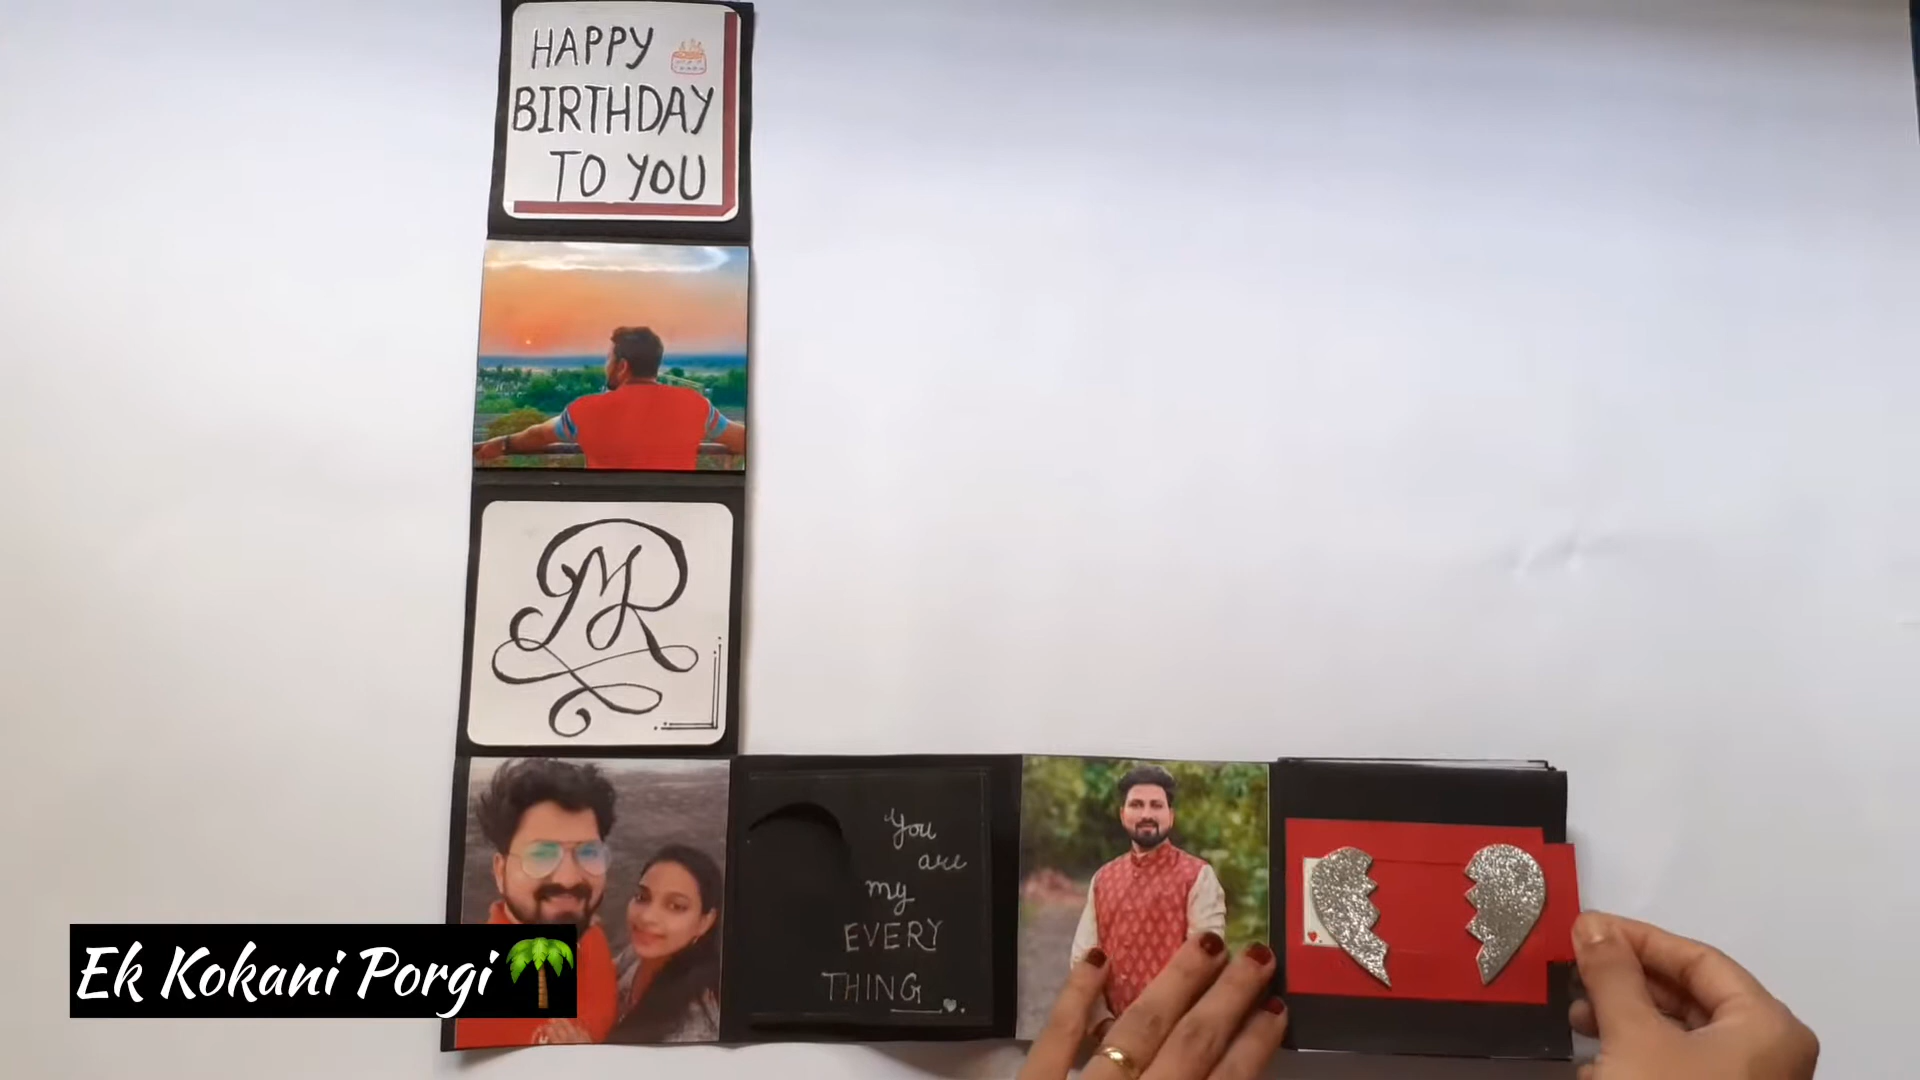 HAPPY
BIRTHDAY
TO YOU
MR
You
are
my
EVERY
THING
Ek Kokani Porgi